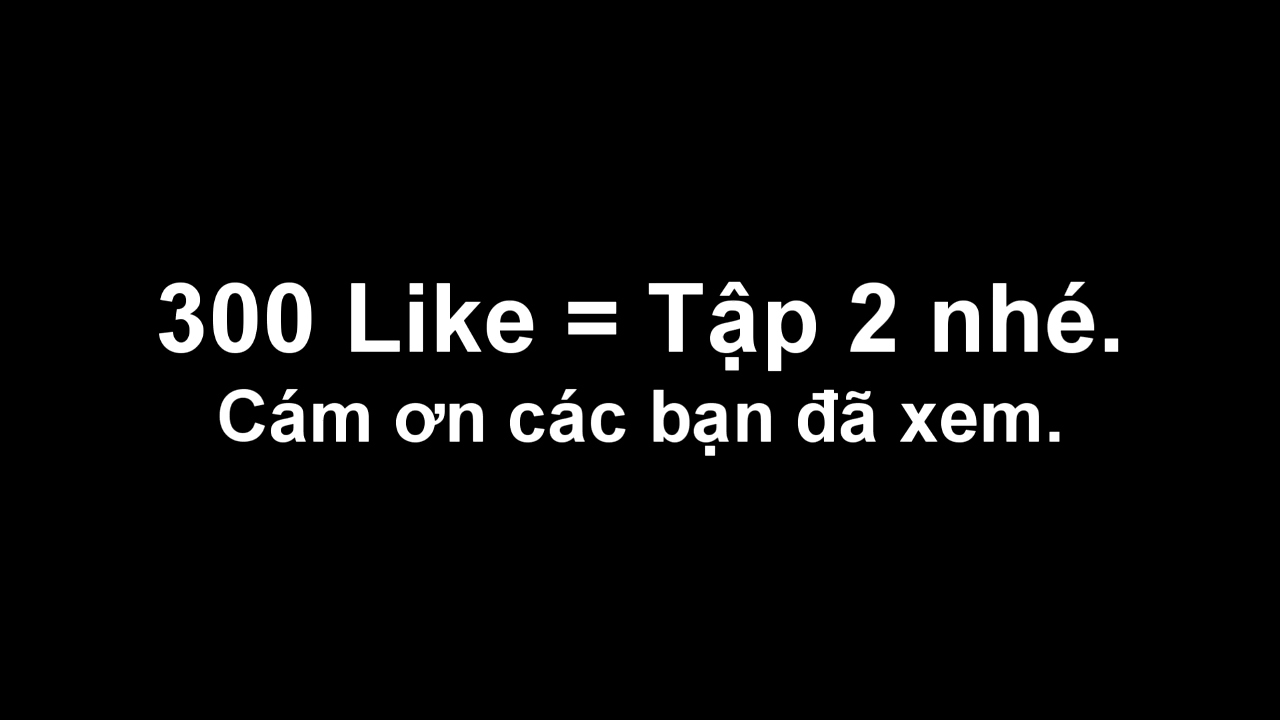 300 Like = Tập 2 nhé.
Cám ơn các bạn đã xem.